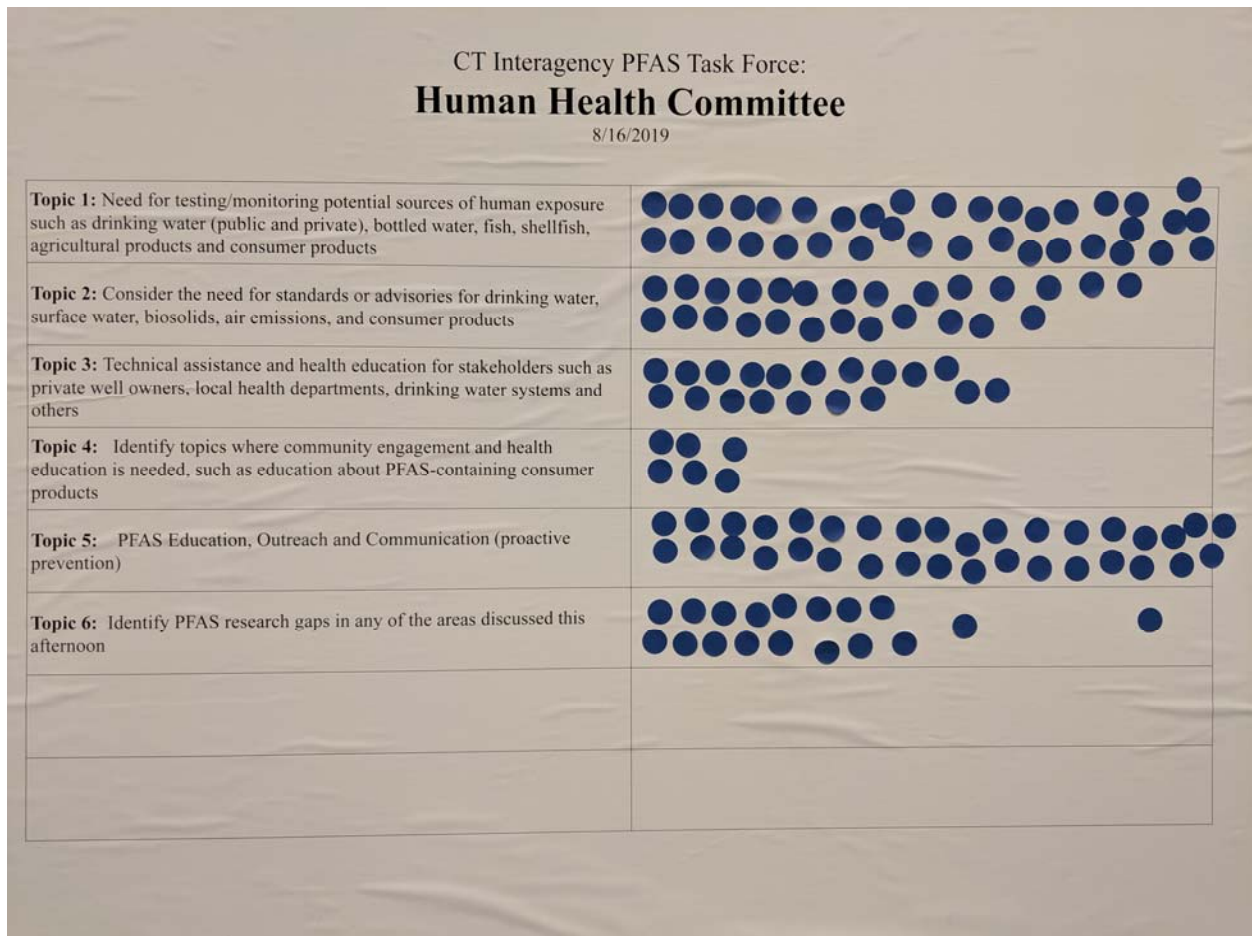 CT Interagency PFAS Task Force:
Human Health Committee
8/16/2019
Topic 1: Need for testing/monitoring potential sources of human exposure
such as drinking water (public and private), bottled water, fish, shellfish,
agricultural products and consumer products
Topic 2: Consider the need for standards or advisories for drinking water,
surface water, biosolids, air emissions, and consumer products
Topic 3: Technical assistance and health education for stakeholders such as
private well owners, local health departments, drinking water systems and
others
Topic 4: Identify topics where community engagement and health
education is needed, such as education about PFAS-containing consumer
products
Topic 5: PFAS Education, Outreach and Communication (proactive
prevention)
Topic 6: Identify PFAS research gaps in any of the areas discussed this
afternoon